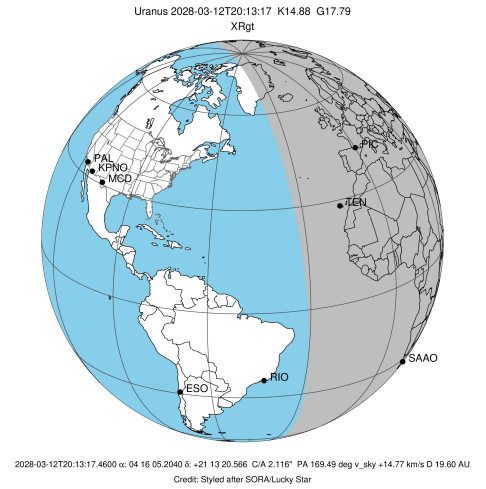 Uranus 2028-03-12T20:13:17 K14.88 G17.79
XRgt
PIC
PAL
KPNO
MCD
TEN
SAAO
RIO
ESO
2028-03-12T20:13:17.4600 α: 04 16 05.2040 δ: +21 13 20.566 C/A 2.116" PA 169.49 deg v_sky +14.77 km/s D 19.60 AU
Credit: Styled after SORA/Lucky Star